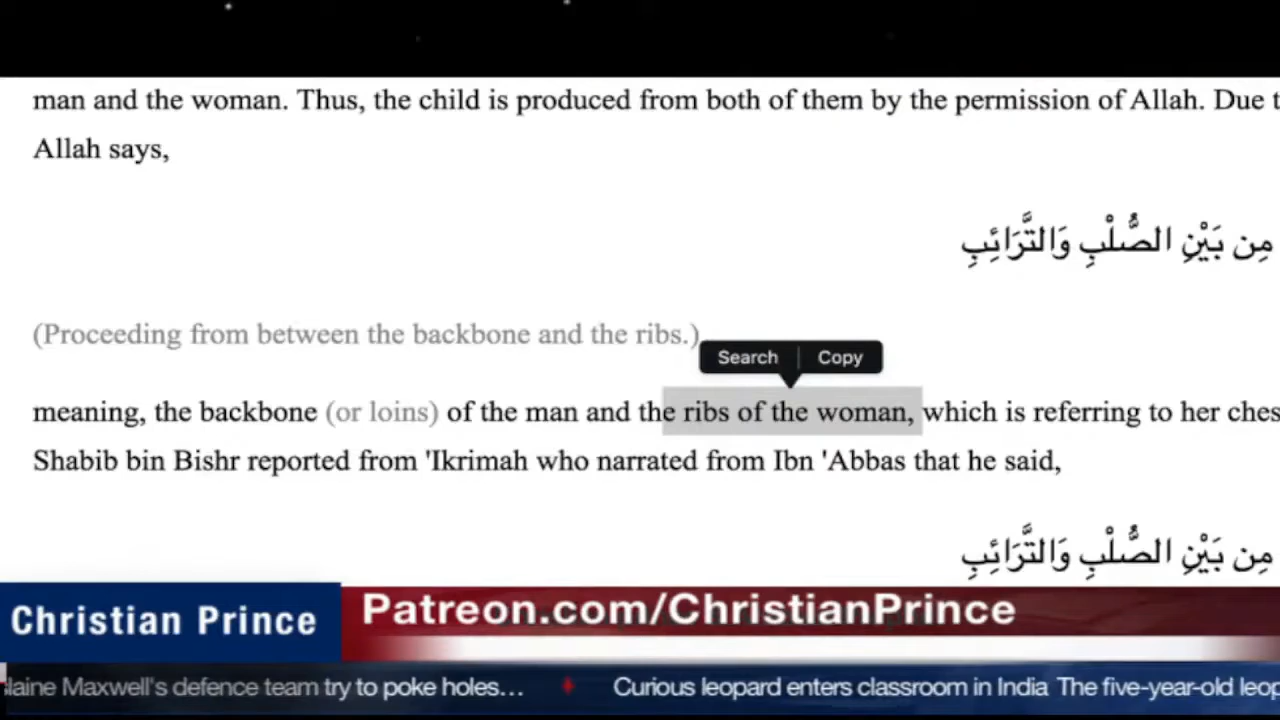 man and the woman. Thus, the child is produced from both of them by the permission of Allah. Due t
Allah says,
مِن بَيْنِ الصُّلْبِ وَالتَّرَائِبِ
(Proceeding from between the backbone and the ribs.)
Search Copy
meaning, the backbone (or loins) of the man and the ribs of the woman, which is referring to her ches
Shabib bin Bishr reported from 'Ikrimah who narrated from Ibn 'Abbas that he said,
مِن بَيْنِ الصُّلْبِ وَالتَّرَائِبِ
Christian Prince
Patreon.com/ChristianPrince
laine Maxwell's defence team try to poke holes... Curious leopard enters classroom in India The five-year-old leop